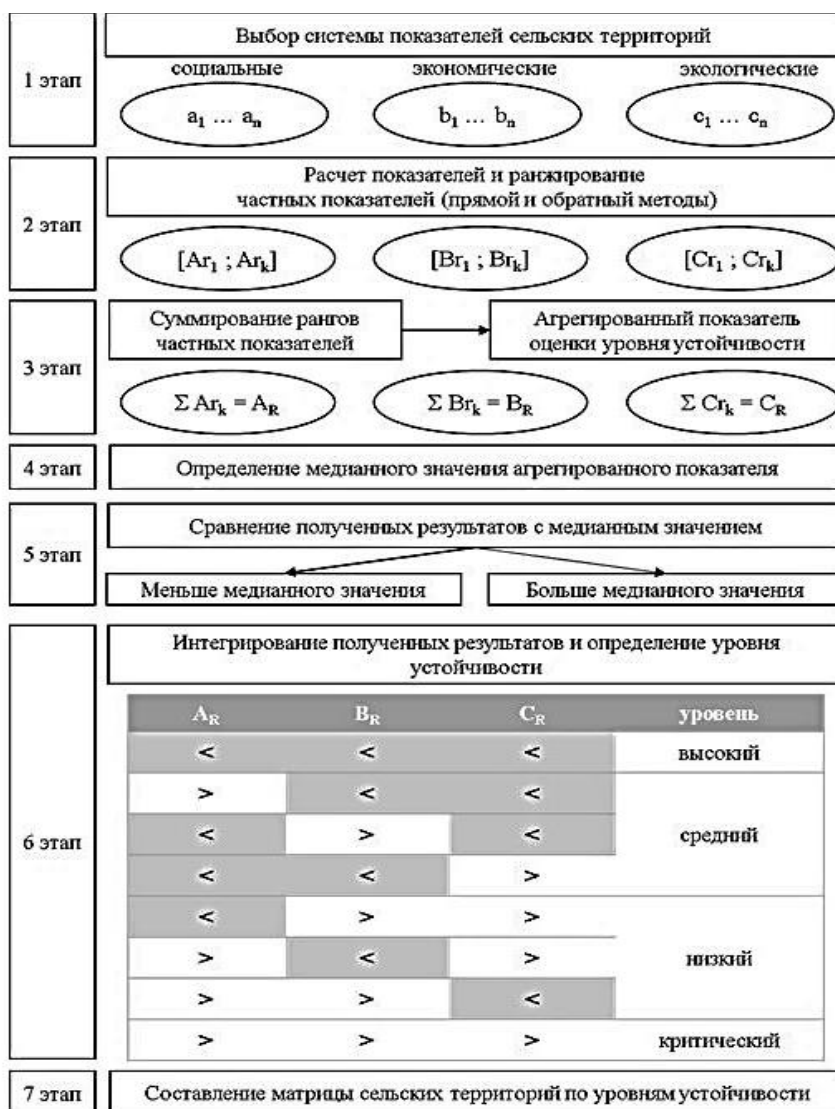 1 этап
Выбор системы показателей сельских территорий
социальные экономические экологические
a1 ... an b1 ... bn c1 ... cn
2 этап
Расчет показателей и ранжирование
частных показателей (прямой и обратный методы)
[Ar1 ; Ark] [Br1 ; Brk] [Cr1 ; Crk]
3 этап
Суммирование рангов
частных показателей
Агрегированный показатель
оценки уровня устойчивости
Σ Ark = AR Σ Brk = BR Σ Crk = CR
4 этап
Определение медианного значения агрегированного показателя
5 этап
Сравнение полученных результатов с медианным значением
Меньше медианного значения Больше медианного значения
6 этап
Интегрирование полученных результатов и определение уровня
устойчивости
AR BR CR уровень
< < < высокий
> < <
< > < средний
< < >
< > >
> < > низкий
> > <
> > > критический
7 этап
Составление матрицы сельских территорий по уровням устойчивости